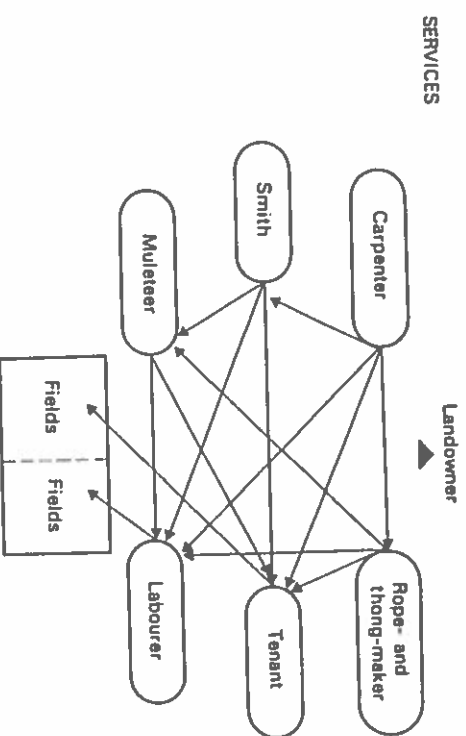 SERVICES
Landowner
Carpenter
Rope- and
thong-maker
Smith
Tenant
Muleteer
Labourer
Fields
Fields